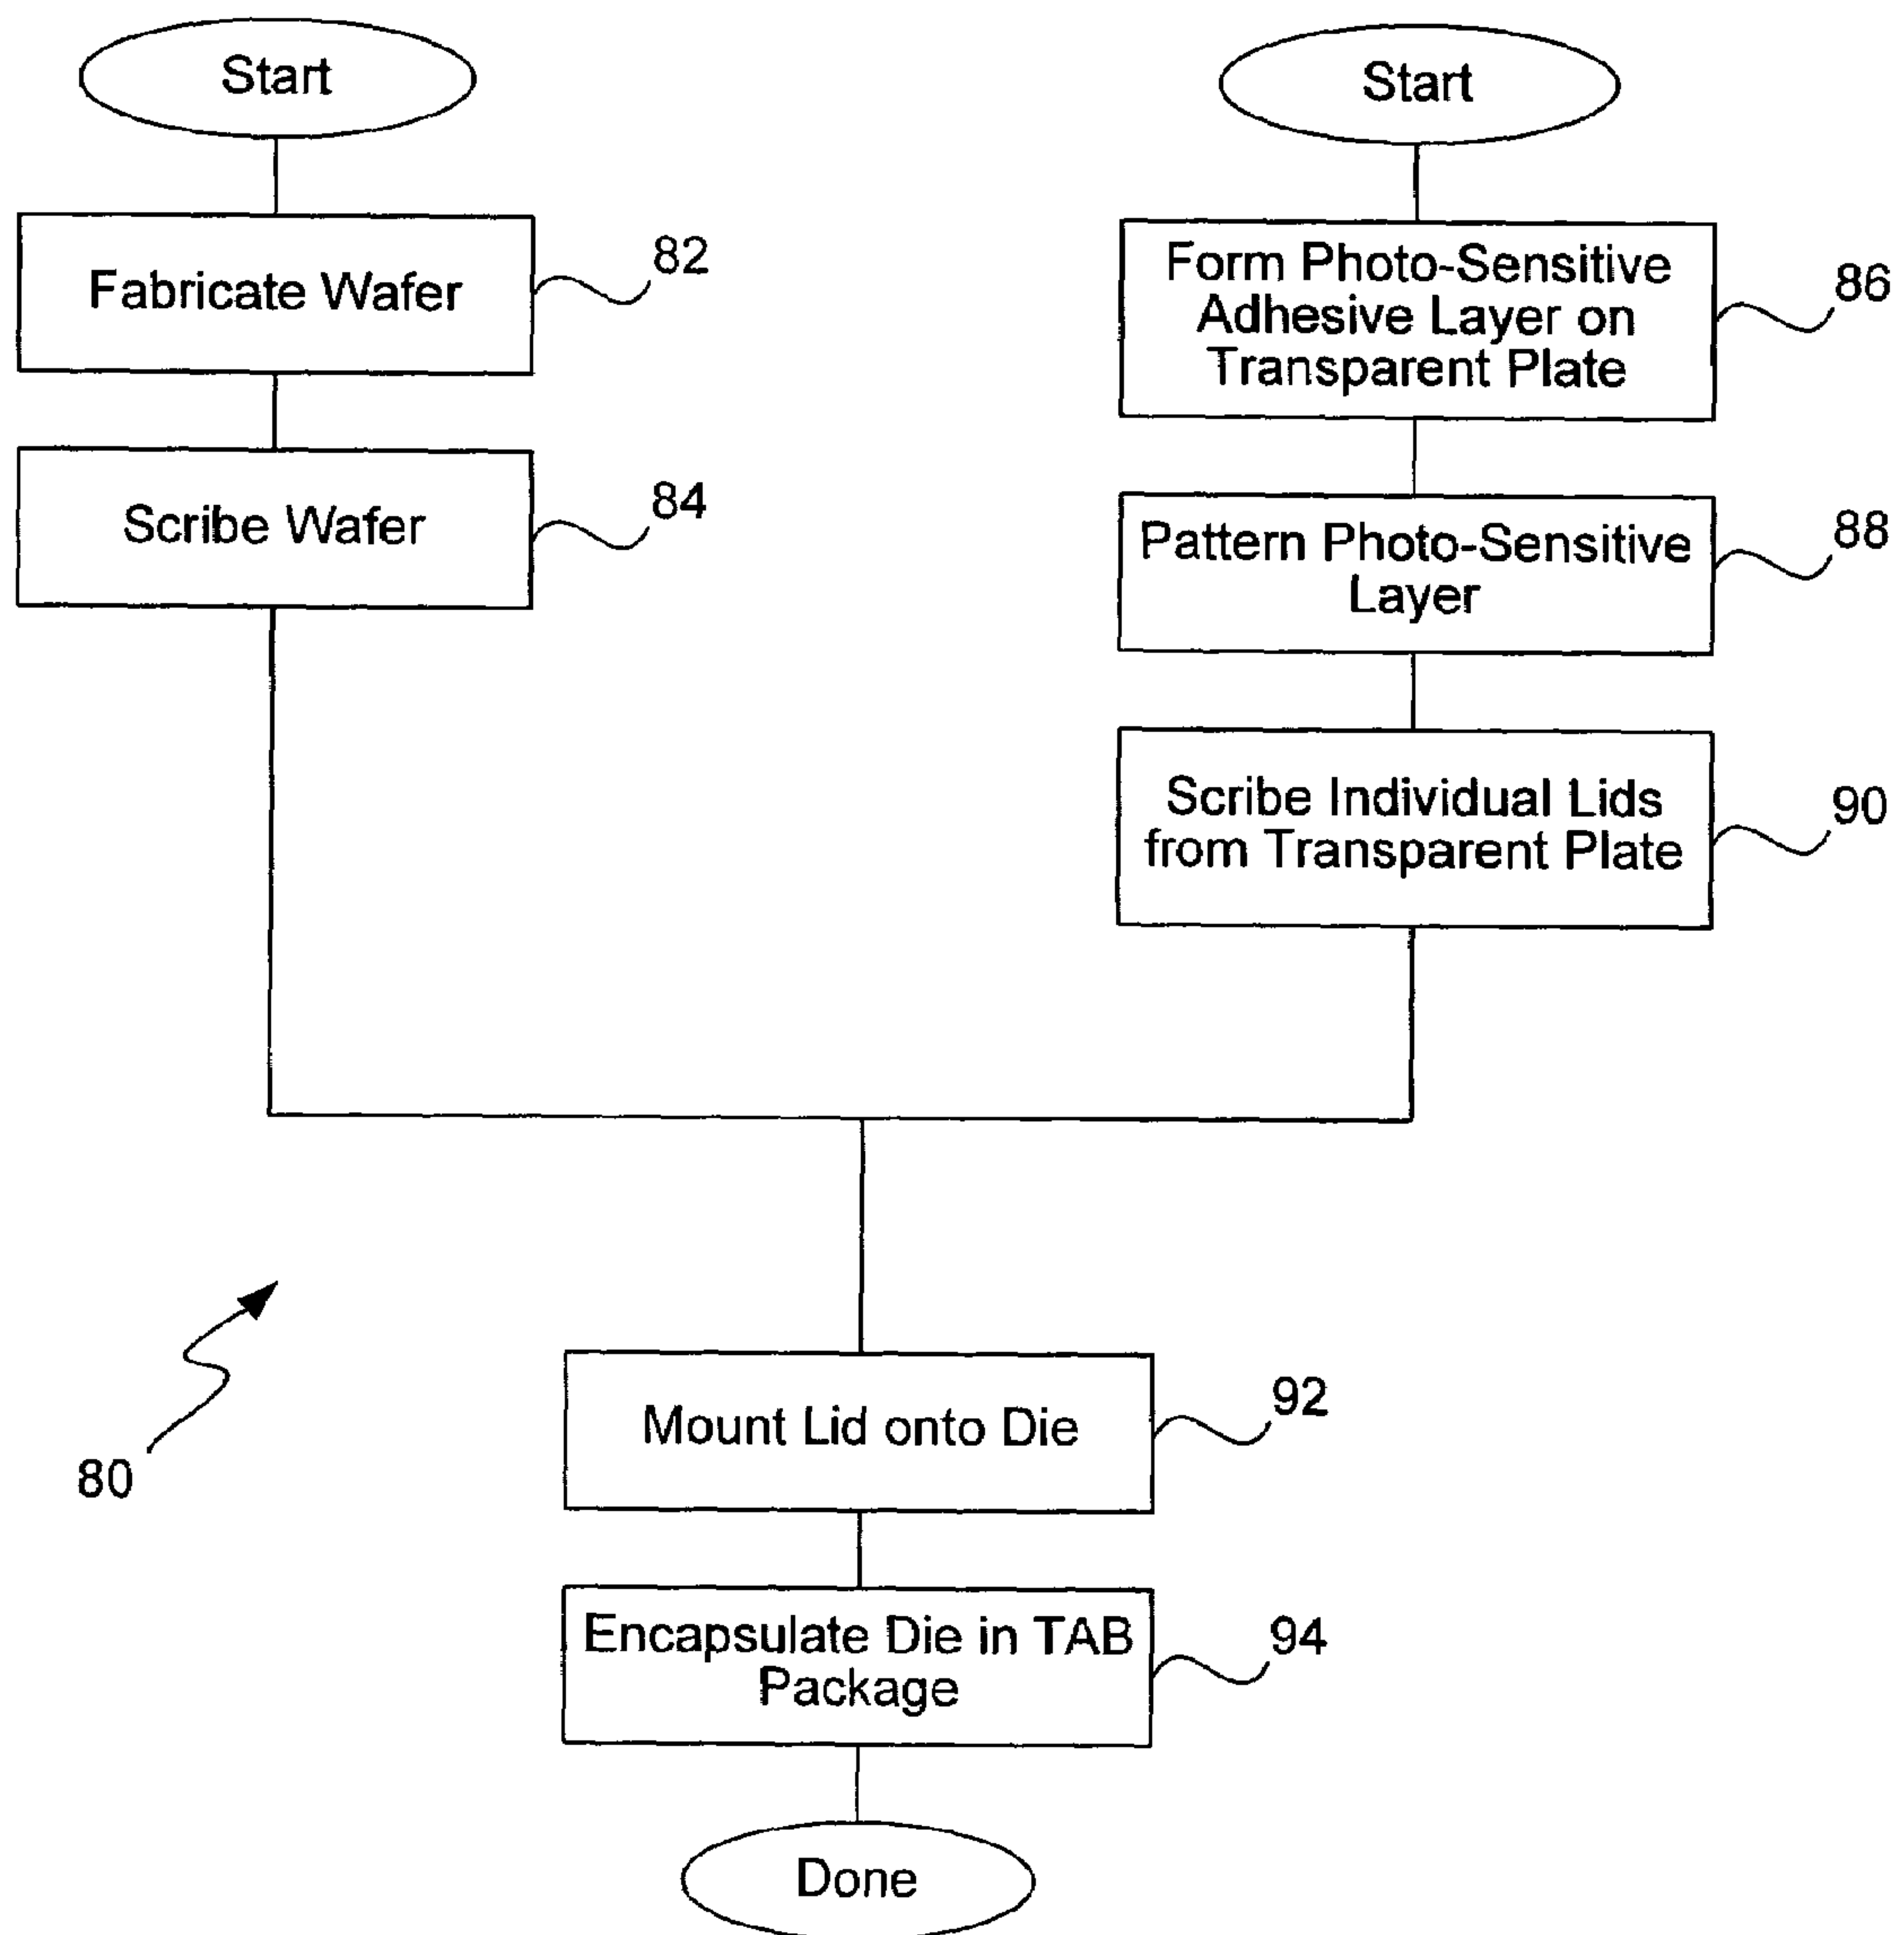 Start
Fabricate Wafer
82
Scribe Wafer
84
Start
Form Photo-Sensitive
Adhesive Layer on
Transparent Plate
86
Pattern Photo-Sensitive
Layer
88
Scribe Individual Lids
from Transparent Plate
90
80
Mount Lid onto Die
92
Encapsulate Die in TAB
Package
94
Done